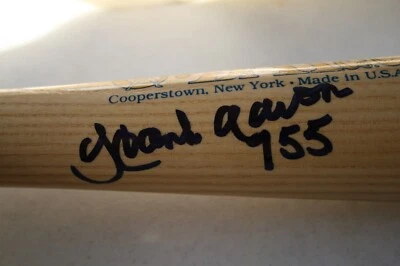 Cooperstown, New York • Made in U.S.A
Hank Aaron
755